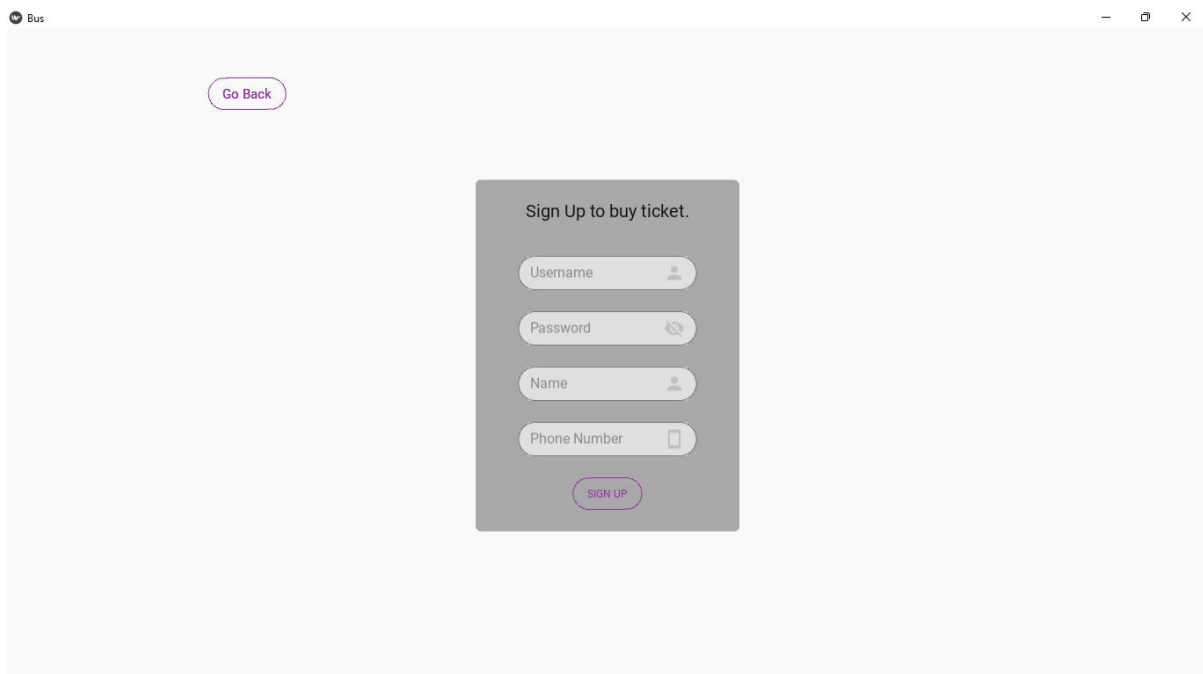 Bus
Go Back
Sign Up to buy ticket.
Username
Password
Name
Phone Number
SIGN UP